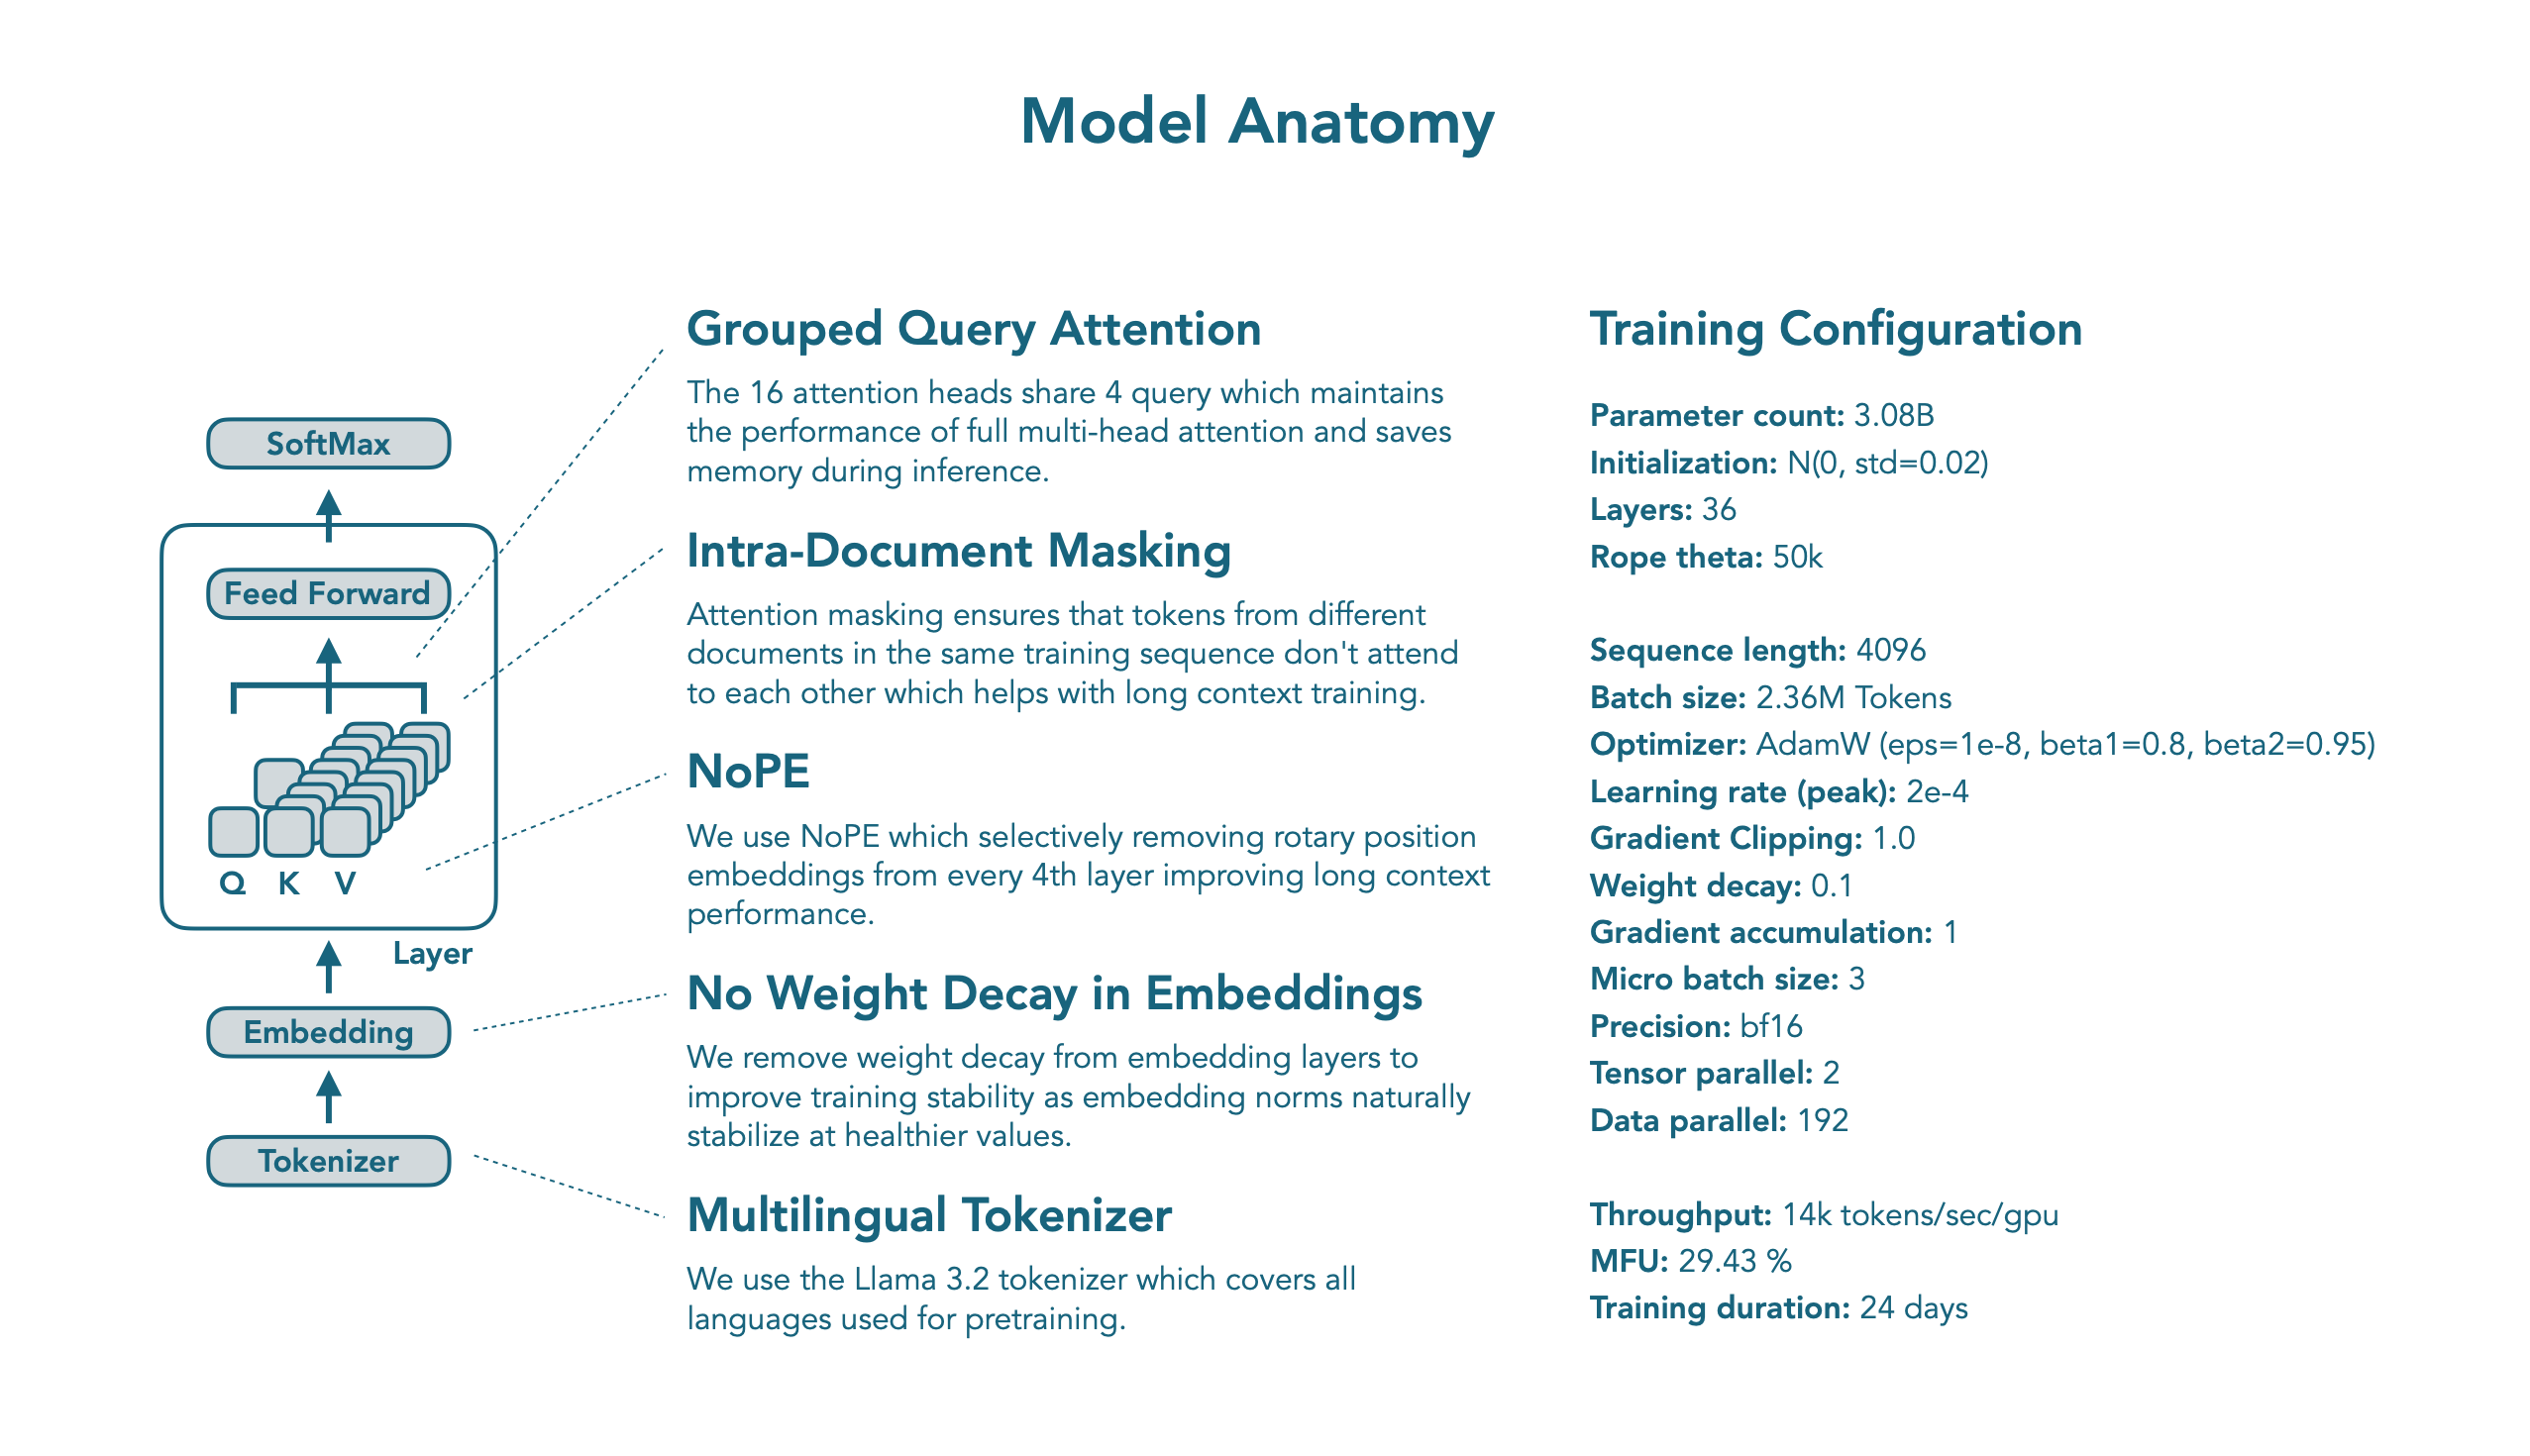 Model Anatomy
SoftMax
Feed Forward
Q K V
Layer
Embedding
Tokenizer
Grouped Query Attention
The 16 attention heads share 4 query which maintains
the performance of full multi-head attention and saves
memory during inference.
Intra-Document Masking
Attention masking ensures that tokens from different
documents in the same training sequence don't attend
to each other which helps with long context training.
NoPE
We use NoPE which selectively removing rotary position
embeddings from every 4th layer improving long context
performance.
No Weight Decay in Embeddings
We remove weight decay from embedding layers to
improve training stability as embedding norms naturally
stabilize at healthier values.
Multilingual Tokenizer
We use the Llama 3.2 tokenizer which covers all
languages used for pretraining.
Training Configuration
Parameter count: 3.08B
Initialization: N(0, std=0.02)
Layers: 36
Rope theta: 50k
Sequence length: 4096
Batch size: 2.36M Tokens
Optimizer: AdamW (eps=1e-8, beta1=0.8, beta2=0.95)
Learning rate (peak): 2e-4
Gradient Clipping: 1.0
Weight decay: 0.1
Gradient accumulation: 1
Micro batch size: 3
Precision: bf16
Tensor parallel: 2
Data parallel: 192
Throughput: 14k tokens/sec/gpu
MFU: 29.43 %
Training duration: 24 days